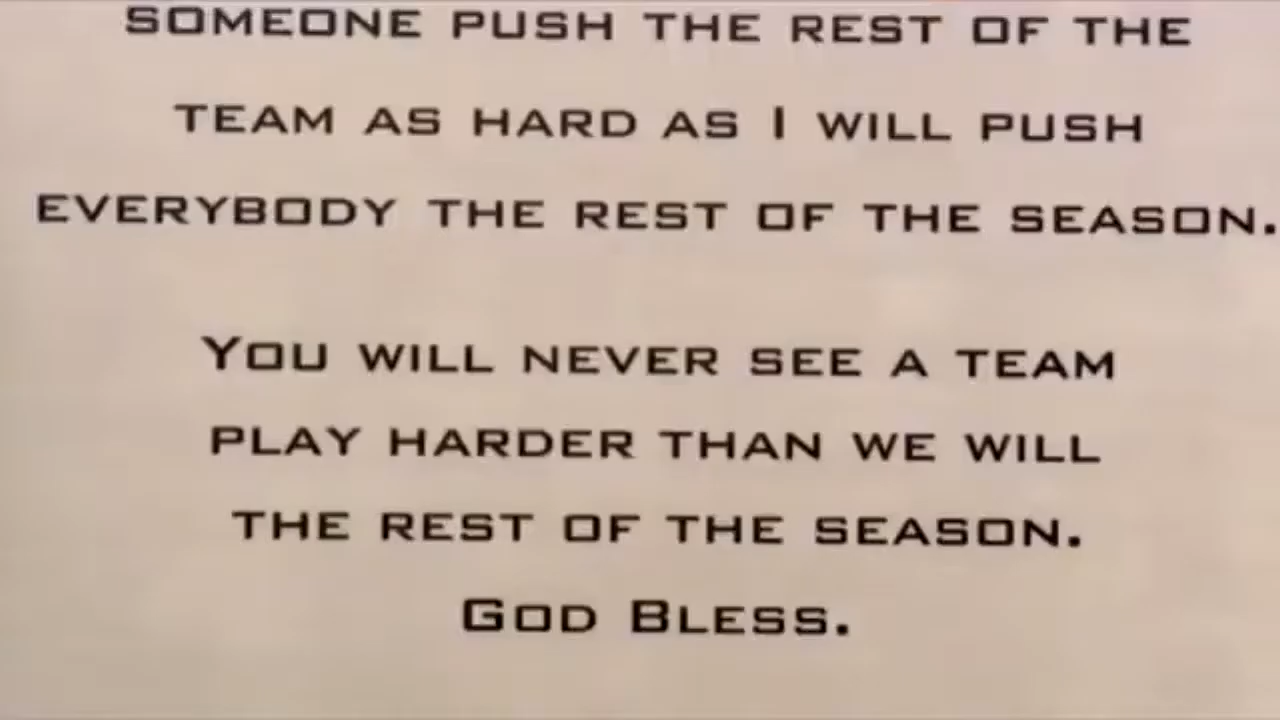 SOMEONE PUSH THE REST OF THE
TEAM AS HARD AS I WILL PUSH
EVERYBODY THE REST OF THE SEASON.
YOU WILL NEVER SEE A TEAM
PLAY HARDER THAN WE WILL
THE REST OF THE SEASON.
GOD BLESS.